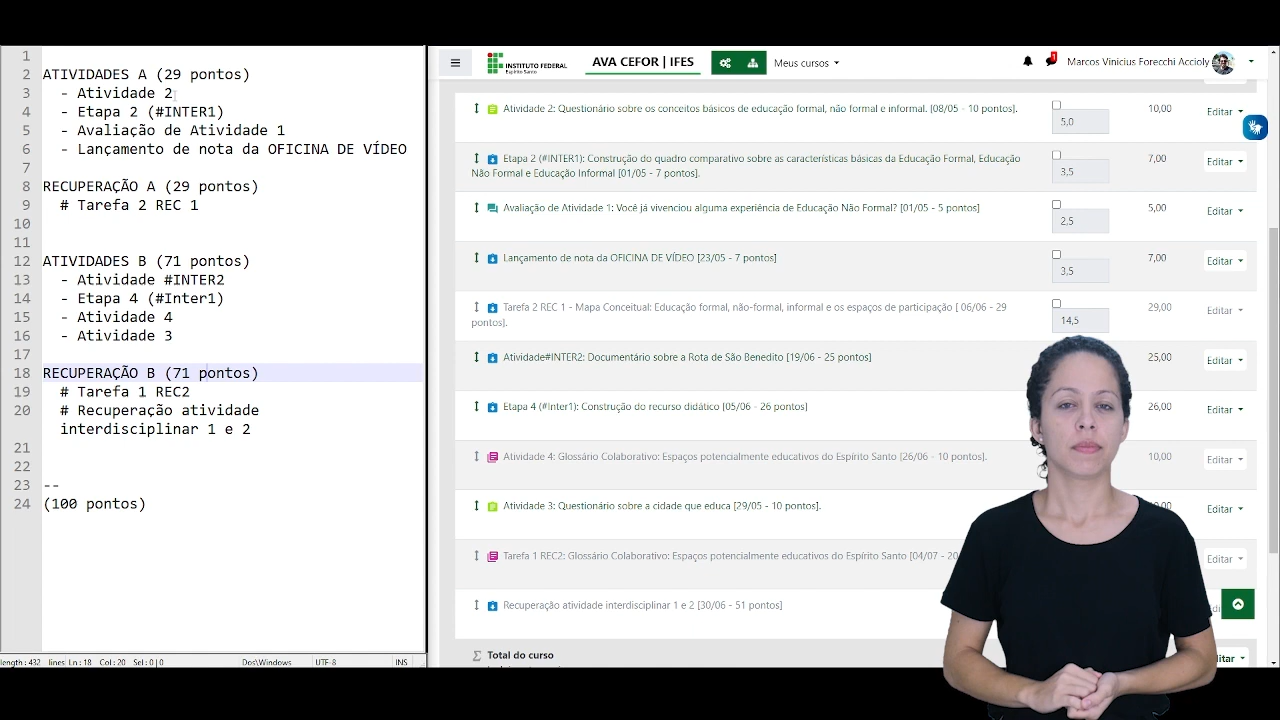 1
2 ATIVIDADES A (29 pontos)
3 - Atividade 2
4 - Etapa 2 (#INTER1)
5 - Avaliação de Atividade 1
6 - Lançamento de nota da OFICINA DE VÍDEO
7
8 RECUPERAÇÃO A (29 pontos)
9 # Tarefa 2 REC 1
10
11
12 ATIVIDADES B (71 pontos)
13 - Atividade #INTER2
14 - Etapa 4 (#Inter1)
15 - Atividade 4
16 - Atividade 3
17
18 RECUPERAÇÃO B (71 pontos)
19 # Tarefa 1 REC2
20 # Recuperação atividade
interdisciplinar 1 e 2
21
22
23 --
24 (100 pontos)
length : 432 lines Ln : 18 Col : 20 Sel : 0 | 0 Dos\Windows UTF-8 INS
INSTITUTO FEDERAL
Espírito Santo
AVA CEFOR | IFES
Meus cursos
1
Marcos Vinicius Forecchi Accioly
Atividade 2: Questionário sobre os conceitos básicos de educação formal, não formal e informal. [08/05 - 10 pontos].
5,0
10,00
Editar
Etapa 2 (#INTER1): Construção do quadro comparativo sobre as características básicas da Educação Formal, Educação
Não Formal e Educação Informal [01/05 - 7 pontos].
3,5
7,00
Editar
Avaliação de Atividade 1: Você já vivenciou alguma experiência de Educação Não Formal? [01/05 - 5 pontos]
2,5
5,00
Editar
Lançamento de nota da OFICINA DE VÍDEO [23/05 - 7 pontos]
3,5
7,00
Editar
Tarefa 2 REC 1 - Mapa Conceitual: Educação formal, não-formal, informal e os espaços de participação [ 06/06 - 29
pontos].
14,5
29,00
Editar
Atividade#INTER2: Documentário sobre a Rota de São Benedito [19/06 - 25 pontos]
25,00
Editar
Etapa 4 (#Inter1): Construção do recurso didático [05/06 - 26 pontos]
26,00
Editar
Atividade 4: Glossário Colaborativo: Espaços potencialmente educativos do Espírito Santo [26/06 - 10 pontos].
10,00
Editar
Atividade 3: Questionário sobre a cidade que educa [29/05 - 10 pontos].
Editar
Tarefa 1 REC2: Glossário Colaborativo: Espaços potencialmente educativos do Espírito Santo [04/07 - 20
Editar
Recuperação atividade interdisciplinar 1 e 2 [30/06 - 51 pontos]
Σ Total do curso